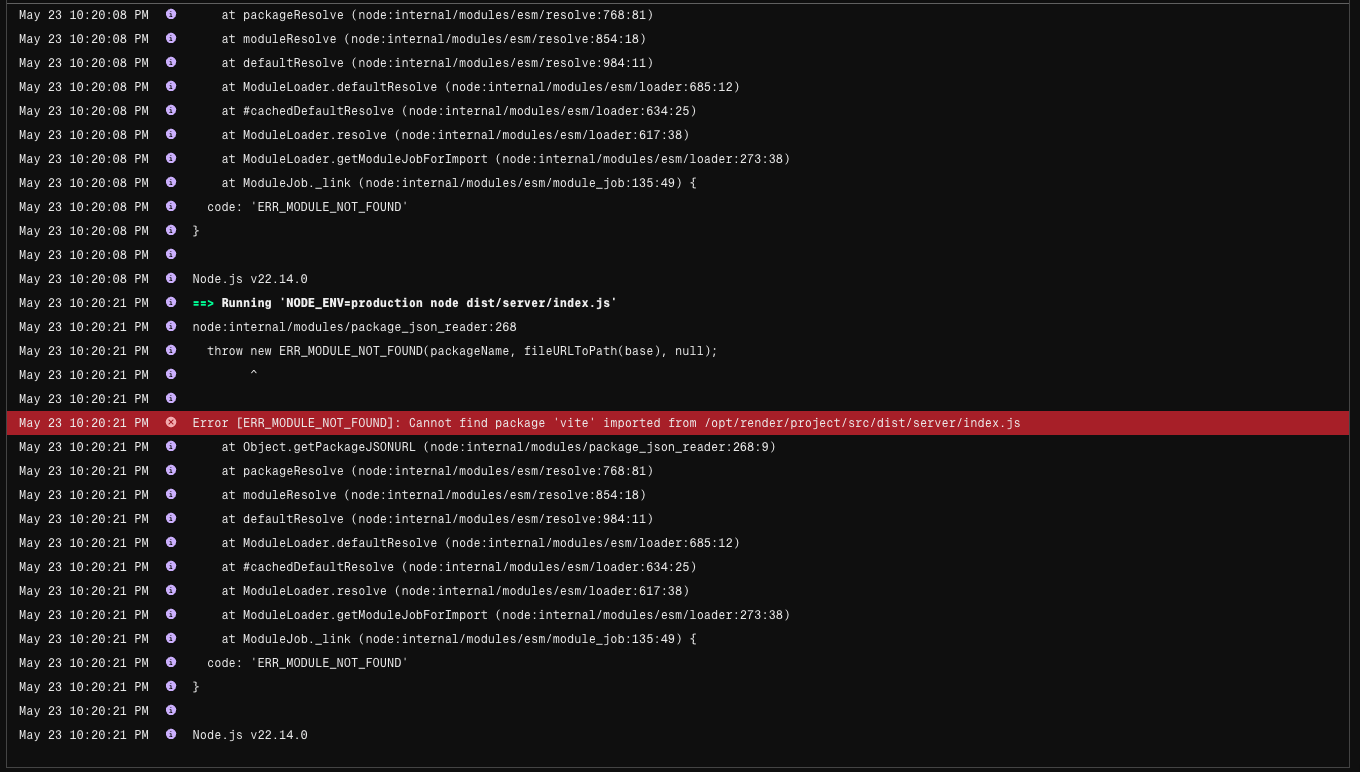 May 23 10:20:08 PM at packageResolve (node:internal/modules/esm/resolve:768:81)
May 23 10:20:08 PM at moduleResolve (node:internal/modules/esm/resolve:854:18)
May 23 10:20:08 PM at defaultResolve (node:internal/modules/esm/resolve:984:11)
May 23 10:20:08 PM at ModuleLoader.defaultResolve (node:internal/modules/esm/loader:685:12)
May 23 10:20:08 PM at #cachedDefaultResolve (node:internal/modules/esm/loader:634:25)
May 23 10:20:08 PM at ModuleLoader.resolve (node:internal/modules/esm/loader:617:38)
May 23 10:20:08 PM at ModuleLoader.getModuleJobForImport (node:internal/modules/esm/loader:273:38)
May 23 10:20:08 PM at ModuleJob._link (node:internal/modules/esm/module_job:135:49) {
May 23 10:20:08 PM code: 'ERR_MODULE_NOT_FOUND'
May 23 10:20:08 PM }
May 23 10:20:08 PM
May 23 10:20:08 PM Node.js v22.14.0
May 23 10:20:21 PM ==> Running 'NODE_ENV=production node dist/server/index.js'
May 23 10:20:21 PM node:internal/modules/package_json_reader:268
May 23 10:20:21 PM throw new ERR_MODULE_NOT_FOUND(packageName, fileURLToPath(base), null);
May 23 10:20:21 PM ^
May 23 10:20:21 PM
May 23 10:20:21 PM Error [ERR_MODULE_NOT_FOUND]: Cannot find package 'vite' imported from /opt/render/project/src/dist/server/index.js
May 23 10:20:21 PM at Object.getPackageJSONURL (node:internal/modules/package_json_reader:268:9)
May 23 10:20:21 PM at packageResolve (node:internal/modules/esm/resolve:768:81)
May 23 10:20:21 PM at moduleResolve (node:internal/modules/esm/resolve:854:18)
May 23 10:20:21 PM at defaultResolve (node:internal/modules/esm/resolve:984:11)
May 23 10:20:21 PM at ModuleLoader.defaultResolve (node:internal/modules/esm/loader:685:12)
May 23 10:20:21 PM at #cachedDefaultResolve (node:internal/modules/esm/loader:634:25)
May 23 10:20:21 PM at ModuleLoader.resolve (node:internal/modules/esm/loader:617:38)
May 23 10:20:21 PM at ModuleLoader.getModuleJobForImport (node:internal/modules/esm/loader:273:38)
May 23 10:20:21 PM at ModuleJob._link (node:internal/modules/esm/module_job:135:49) {
May 23 10:20:21 PM code: 'ERR_MODULE_NOT_FOUND'
May 23 10:20:21 PM }
May 23 10:20:21 PM
May 23 10:20:21 PM Node.js v22.14.0